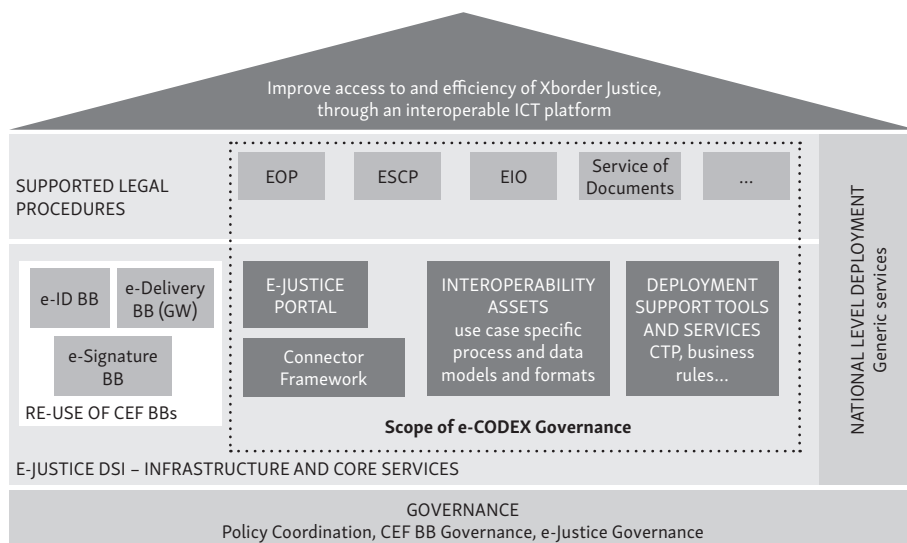 Improve access to and efficiency of Xborder Justice,
through an interoperable ICT platform
SUPPORTED LEGAL
PROCEDURES
EOP
ESCP
EIO
Service of
Documents
...
e-ID BB
e-Delivery
BB (GW)
e-Signature
BB
RE-USE OF CEF BBs
E-JUSTICE
PORTAL
Connector
Framework
INTEROPERABILITY
ASSETS
use case specific
process and data
models and formats
DEPLOYMENT
SUPPORT TOOLS
AND SERVICES
CTP, business
rules...
Scope of e-CODEX Governance
E-JUSTICE DSI – INFRASTRUCTURE AND CORE SERVICES
NATIONAL LEVEL DEPLOYMENT
Generic services
GOVERNANCE
Policy Coordination, CEF BB Governance, e-Justice Governance